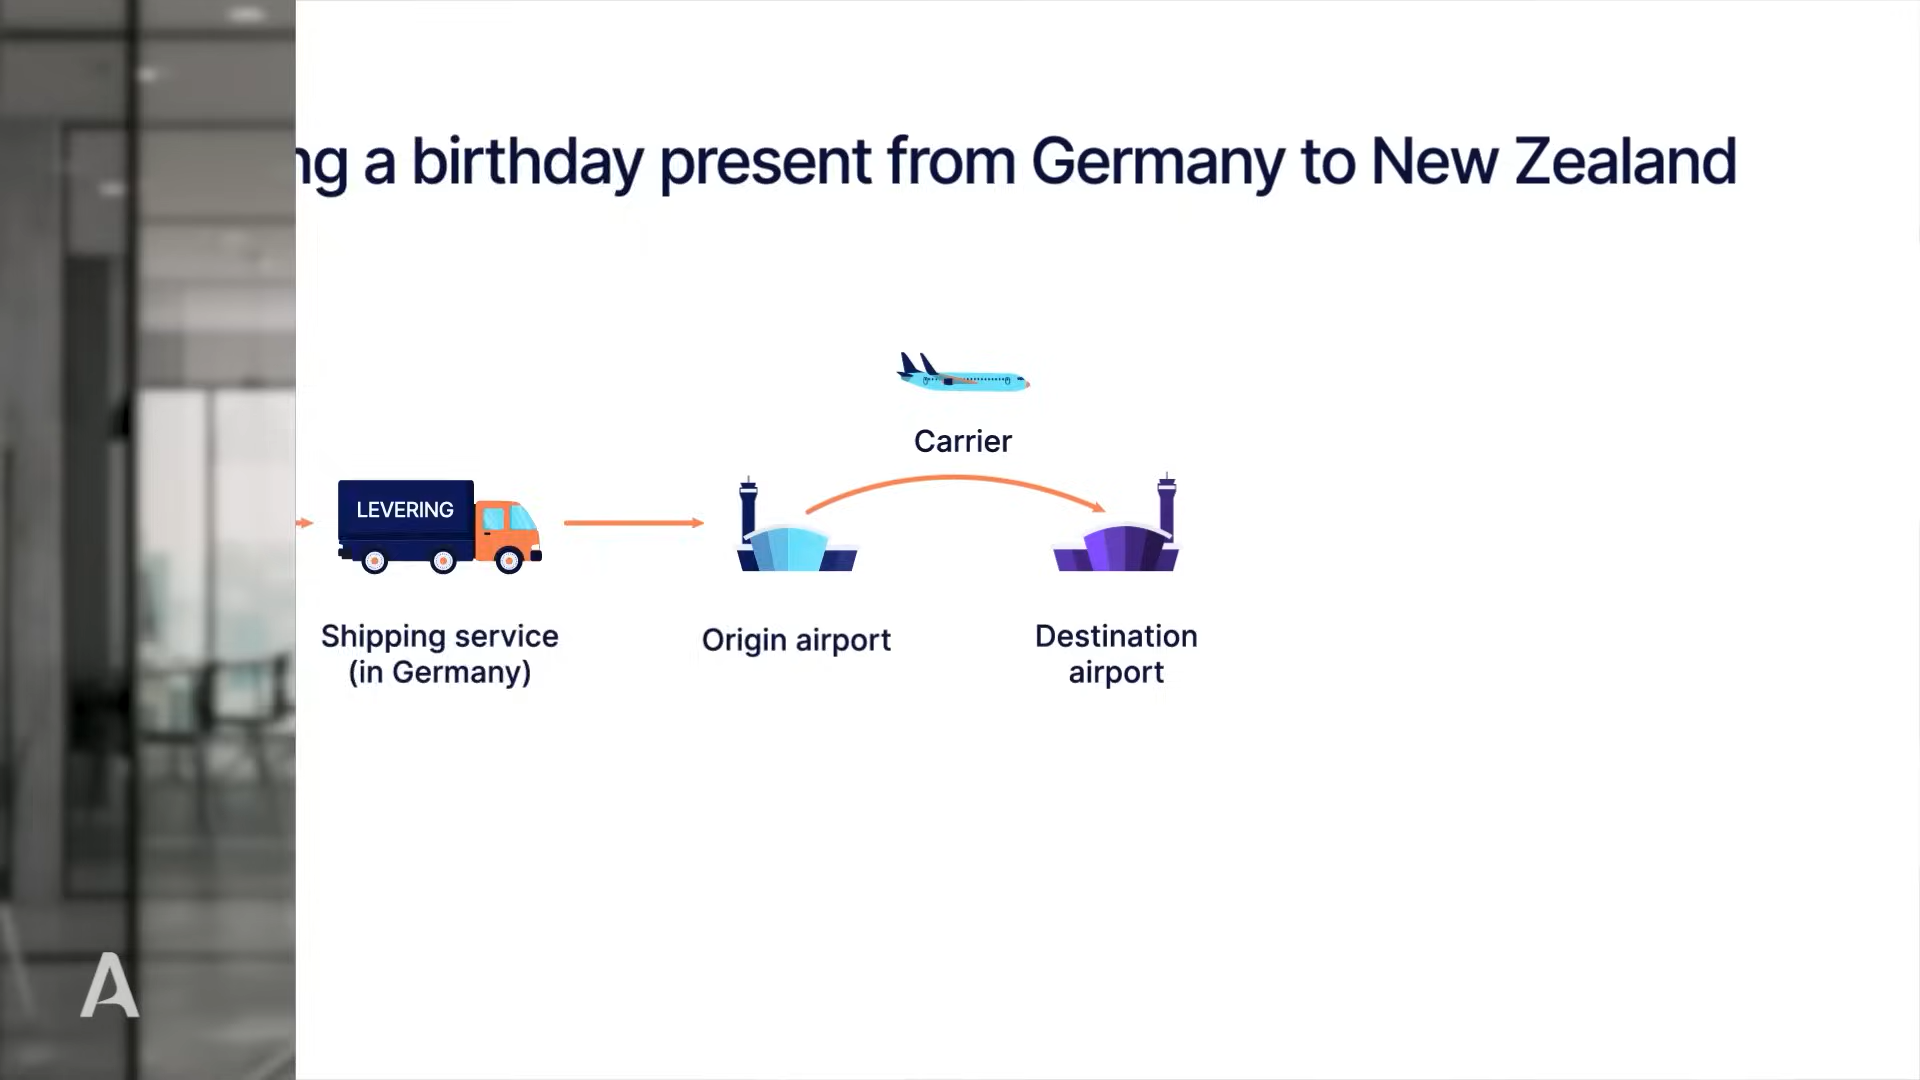 ng a birthday present from Germany to New Zealand
Carrier
LEVERING
Shipping service
(in Germany)
Origin airport
Destination
airport
A